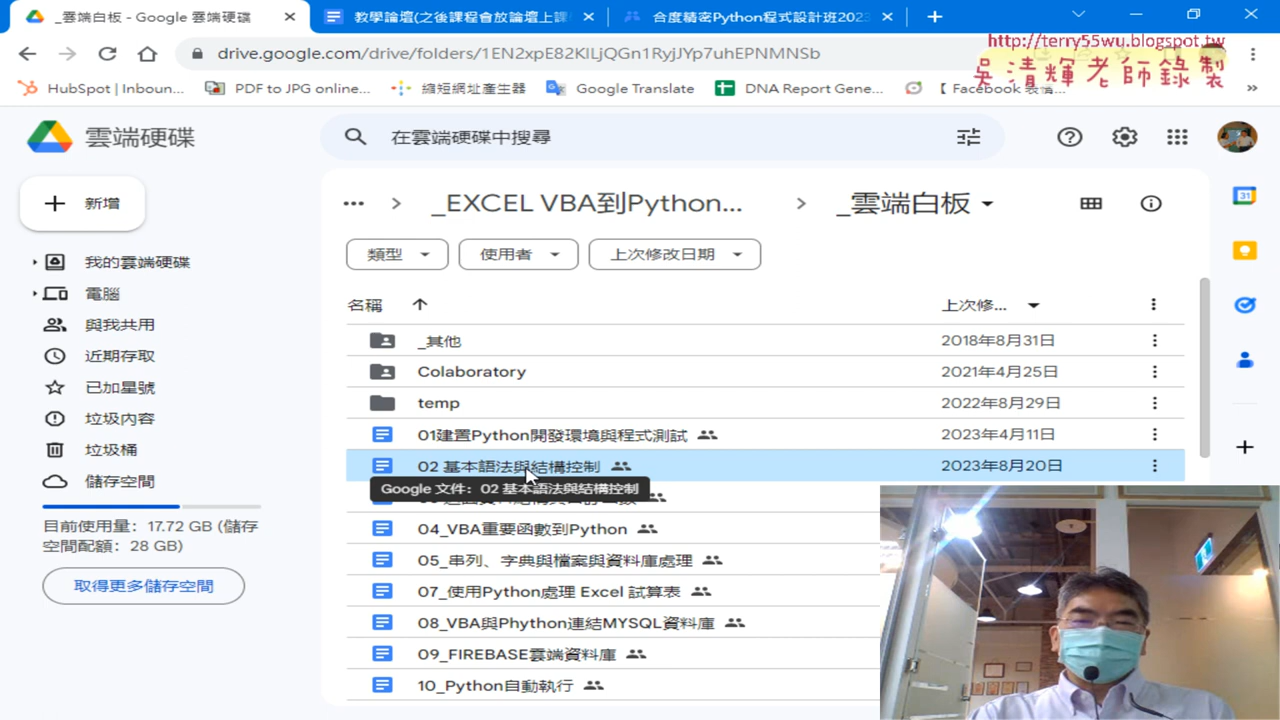 _雲端白板 - Google 雲端硬碟
教學論壇(之後課程會放論壇上課
合度精密Python程式設計班2023
http://terry55wu.blogspot.tw
drive.google.com/drive/folders/1EN2xpE82KILjQGn1RyjJYp7uhEPNMNSb
吳清輝老師錄製
HubSpot | Inboun...
PDF to JPG online...
縮短網址產生器
Google Translate
DNA Report Gene...
【 Facebook 表情...
雲端硬碟
在雲端硬碟中搜尋
新增
_EXCEL VBA到Python...
_雲端白板
31
類型
使用者
上次修改日期
我的雲端硬碟
電腦
與我共用
近期存取
已加星號
垃圾內容
垃圾桶
儲存空間
目前使用量: 17.72 GB (儲存
空間配額: 28 GB)
取得更多儲存空間
名稱
上次修...
_其他
2018年8月31日
Colaboratory
2021年4月25日
temp
2022年8月29日
01建置Python開發環境與程式測試
2023年4月11日
02 基本語法與結構控制
2023年8月20日
Google 文件: 02 基本語法與結構控制
04_VBA重要函數到Python
05_串列、字典與檔案與資料庫處理
07_使用Python處理 Excel 試算表
08_VBA與Phython連結MYSQL資料庫
09_FIREBASE雲端資料庫
10_Python自動執行